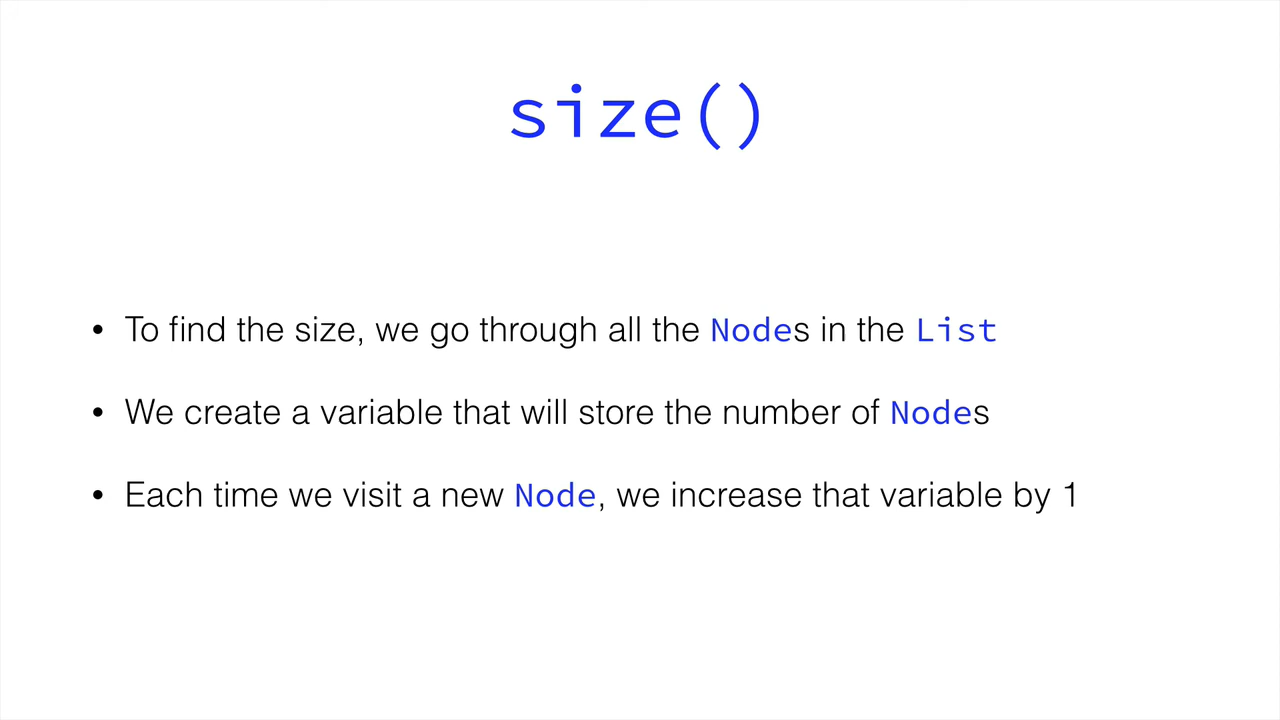 size()
• To find the size, we go through all the Nodes in the List
• We create a variable that will store the number of Nodes
• Each time we visit a new Node, we increase that variable by 1